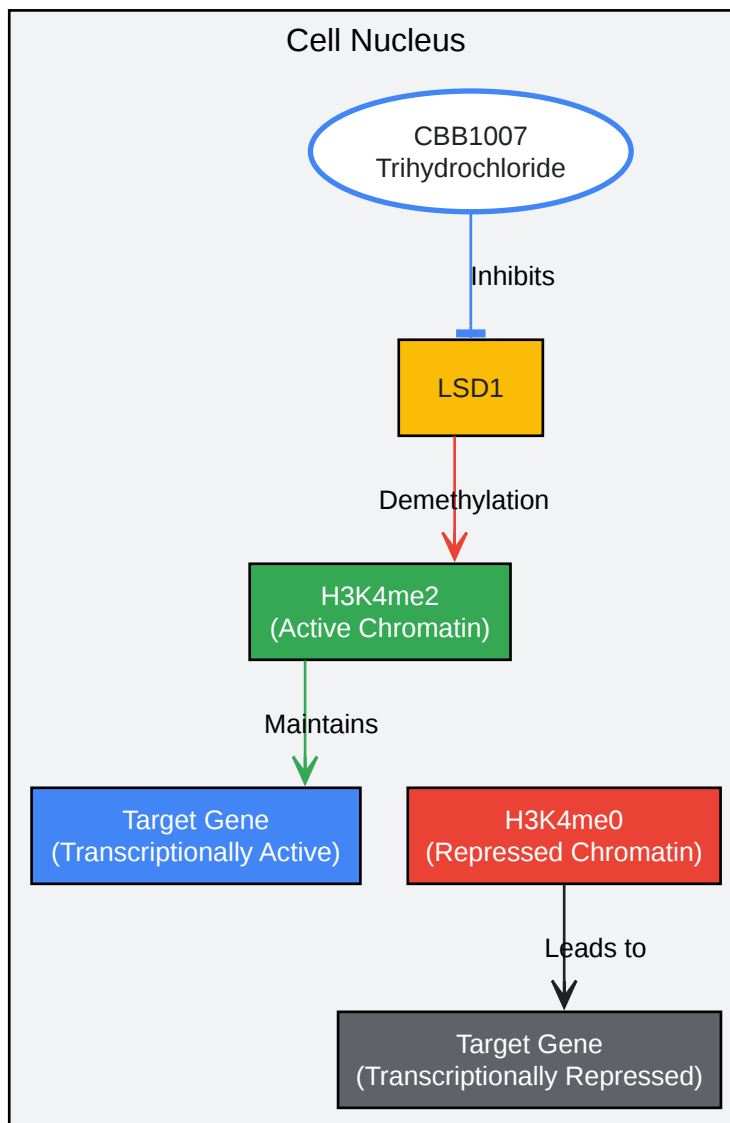 Cell Nucleus
CBB1007
Trihydrochloride
Inhibits
LSD1
Demethylation
H3K4me2
(Active Chromatin)
Maintains
Target Gene
(Transcriptionally Active)
H3K4me0
(Repressed Chromatin)
Leads to
Target Gene
(Transcriptionally Repressed)